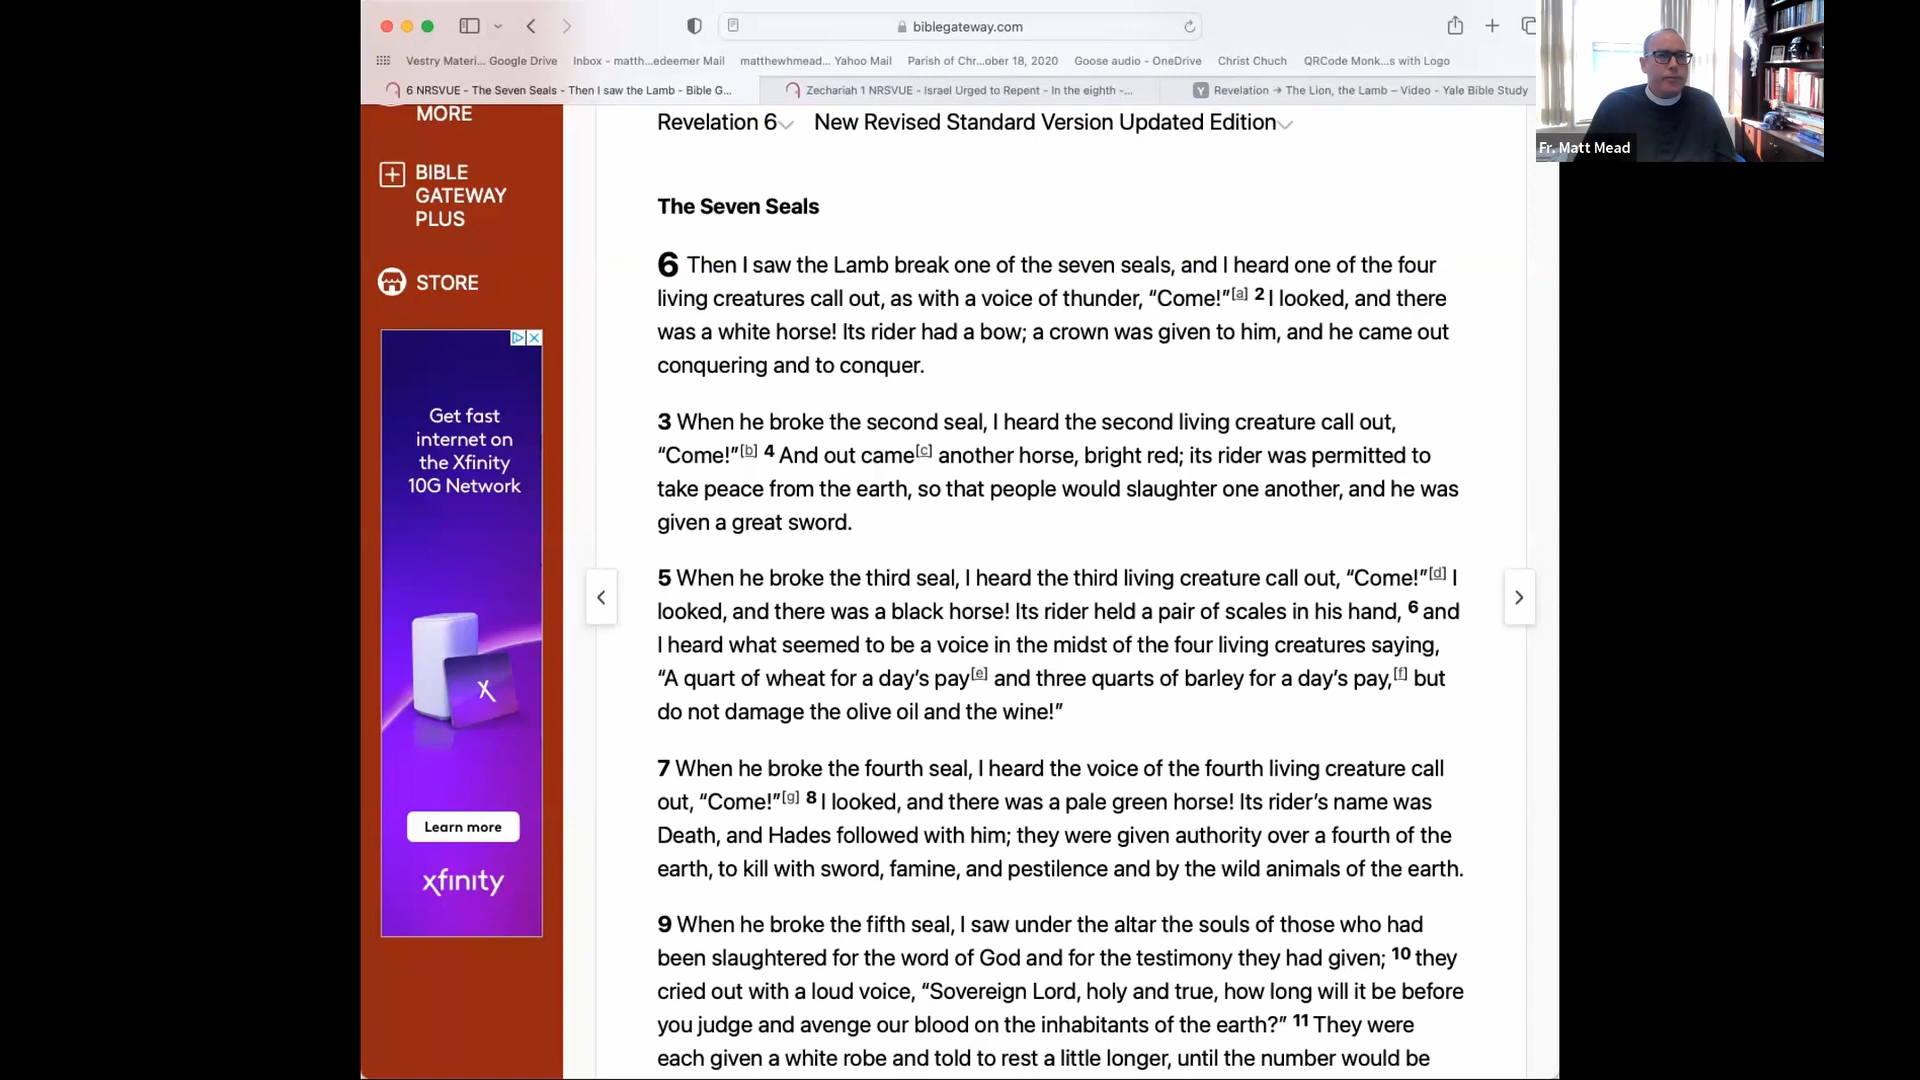 biblegateway.com
Vestry Materi... Google Drive
Inbox - matth...edeemer Mail
matthewhmead... Yahoo Mail
Parish of Chr...ober 18, 2020
Goose audio - OneDrive
Christ Chuch
QRCode Monk...s with Logo
6 NRSVUE - The Seven Seals - Then I saw the Lamb - Bible G...
Zechariah 1 NRSVUE - Israel Urged to Repent - In the eighth -...
Y
Revelation → The Lion, the Lamb – Video - Yale Bible Study
Fr. Matt Mead
MORE
BIBLE
GATEWAY
PLUS
STORE
Get fast
internet on
the Xfinity
10G Network
X
Learn more
xfinity
Revelation 6
New Revised Standard Version Updated Edition
The Seven Seals
6 Then I saw the Lamb break one of the seven seals, and I heard one of the four
living creatures call out, as with a voice of thunder, “Come!”[a] 2 I looked, and there
was a white horse! Its rider had a bow; a crown was given to him, and he came out
conquering and to conquer.
3 When he broke the second seal, I heard the second living creature call out,
“Come!”[b] 4 And out came[c] another horse, bright red; its rider was permitted to
take peace from the earth, so that people would slaughter one another, and he was
given a great sword.
5 When he broke the third seal, I heard the third living creature call out, “Come!”[d] I
looked, and there was a black horse! Its rider held a pair of scales in his hand, 6 and
I heard what seemed to be a voice in the midst of the four living creatures saying,
“A quart of wheat for a day’s pay[e] and three quarts of barley for a day’s pay,[f] but
do not damage the olive oil and the wine!”
7 When he broke the fourth seal, I heard the voice of the fourth living creature call
out, “Come!”[g] 8 I looked, and there was a pale green horse! Its rider’s name was
Death, and Hades followed with him; they were given authority over a fourth of the
earth, to kill with sword, famine, and pestilence and by the wild animals of the earth.
9 When he broke the fifth seal, I saw under the altar the souls of those who had
been slaughtered for the word of God and for the testimony they had given; 10 they
cried out with a loud voice, “Sovereign Lord, holy and true, how long will it be before
you judge and avenge our blood on the inhabitants of the earth?” 11 They were
each given a white robe and told to rest a little longer, until the number would be